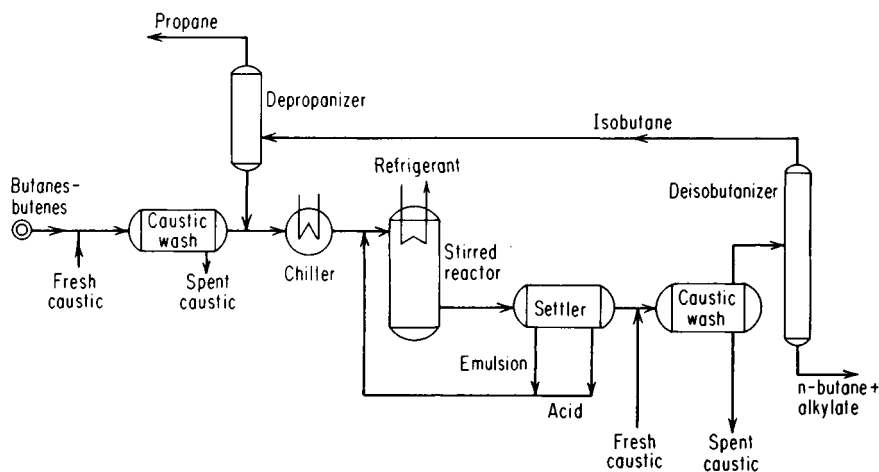 Propane
Depropanizer
Isobutane
Refrigerant
Deisobutanizer
Butanes-
butenes
Caustic
wash
Fresh
caustic
Spent
caustic
Chiller
Stirred
reactor
Settler
Caustic
wash
Emulsion
Acid
Fresh
caustic
Spent
caustic
n-butane+
alkylate